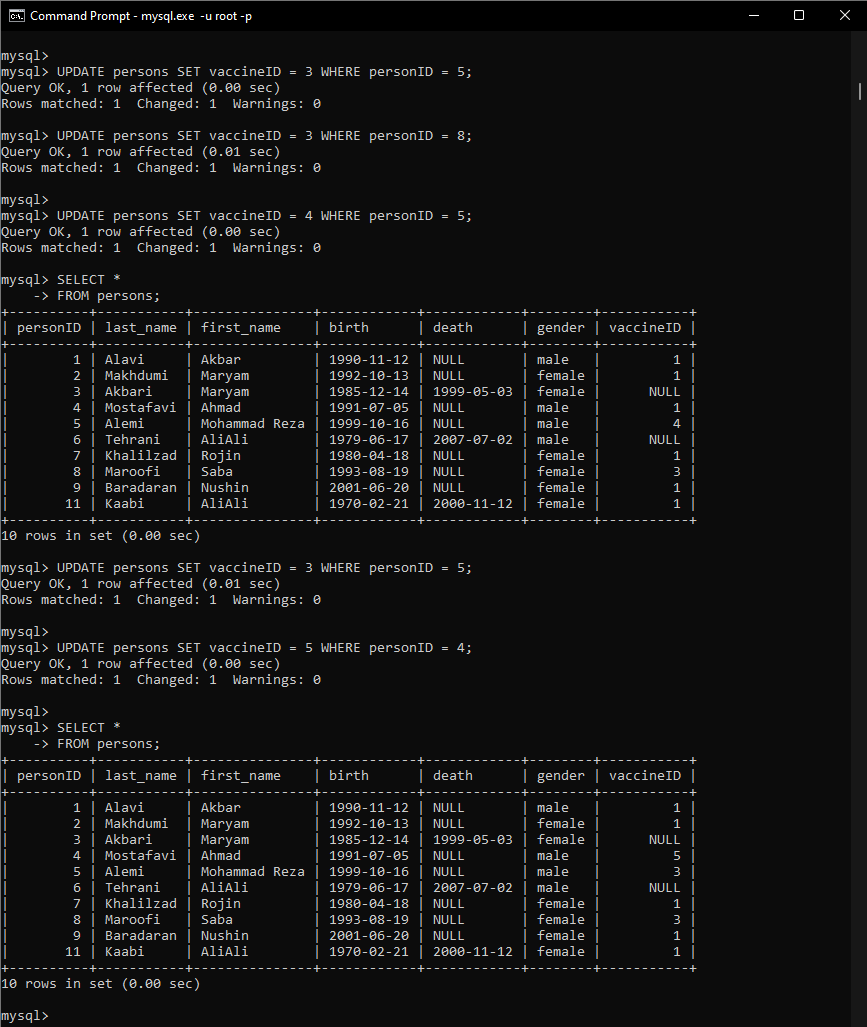 Command Prompt - mysql.exe  -u root -p
mysql>
mysql> UPDATE persons SET vaccineID = 3 WHERE personID = 5;
Query OK, 1 row affected (0.00 sec)
Rows matched: 1  Changed: 1  Warnings: 0

mysql> UPDATE persons SET vaccineID = 3 WHERE personID = 8;
Query OK, 1 row affected (0.01 sec)
Rows matched: 1  Changed: 1  Warnings: 0

mysql>
mysql> UPDATE persons SET vaccineID = 4 WHERE personID = 5;
Query OK, 1 row affected (0.00 sec)
Rows matched: 1  Changed: 1  Warnings: 0

mysql> SELECT *
    -> FROM persons;
+----------+-----------+---------------+------------+------------+--------+-----------+
| personID | last_name | first_name    | birth      | death      | gender | vaccineID |
+----------+-----------+---------------+------------+------------+--------+-----------+
|        1 | Alavi     | Akbar         | 1990-11-12 | NULL       | male   |         1 |
|        2 | Makhdumi  | Maryam        | 1992-10-13 | NULL       | female |         1 |
|        3 | Akbari    | Maryam        | 1985-12-14 | 1999-05-03 | female |      NULL |
|        4 | Mostafavi | Ahmad         | 1991-07-05 | NULL       | male   |         1 |
|        5 | Alemi     | Mohammad Reza | 1999-10-16 | NULL       | male   |         4 |
|        6 | Tehrani   | AliAli        | 1979-06-17 | 2007-07-02 | male   |      NULL |
|        7 | Khalilzad | Rojin         | 1980-04-18 | NULL       | female |         1 |
|        8 | Maroofi   | Saba          | 1993-08-19 | NULL       | female |         3 |
|        9 | Baradaran | Nushin        | 2001-06-20 | NULL       | female |         1 |
|       11 | Kaabi     | AliAli        | 1970-02-21 | 2000-11-12 | female |         1 |
+----------+-----------+---------------+------------+------------+--------+-----------+
10 rows in set (0.00 sec)

mysql> UPDATE persons SET vaccineID = 3 WHERE personID = 5;
Query OK, 1 row affected (0.01 sec)
Rows matched: 1  Changed: 1  Warnings: 0

mysql>
mysql> UPDATE persons SET vaccineID = 5 WHERE personID = 4;
Query OK, 1 row affected (0.00 sec)
Rows matched: 1  Changed: 1  Warnings: 0

mysql>
mysql> SELECT *
    -> FROM persons;
+----------+-----------+---------------+------------+------------+--------+-----------+
| personID | last_name | first_name    | birth      | death      | gender | vaccineID |
+----------+-----------+---------------+------------+------------+--------+-----------+
|        1 | Alavi     | Akbar         | 1990-11-12 | NULL       | male   |         1 |
|        2 | Makhdumi  | Maryam        | 1992-10-13 | NULL       | female |         1 |
|        3 | Akbari    | Maryam        | 1985-12-14 | 1999-05-03 | female |      NULL |
|        4 | Mostafavi | Ahmad         | 1991-07-05 | NULL       | male   |         5 |
|        5 | Alemi     | Mohammad Reza | 1999-10-16 | NULL       | male   |         3 |
|        6 | Tehrani   | AliAli        | 1979-06-17 | 2007-07-02 | male   |      NULL |
|        7 | Khalilzad | Rojin         | 1980-04-18 | NULL       | female |         1 |
|        8 | Maroofi   | Saba          | 1993-08-19 | NULL       | female |         3 |
|        9 | Baradaran | Nushin        | 2001-06-20 | NULL       | female |         1 |
|       11 | Kaabi     | AliAli        | 1970-02-21 | 2000-11-12 | female |         1 |
+----------+-----------+---------------+------------+------------+--------+-----------+
10 rows in set (0.00 sec)

mysql>